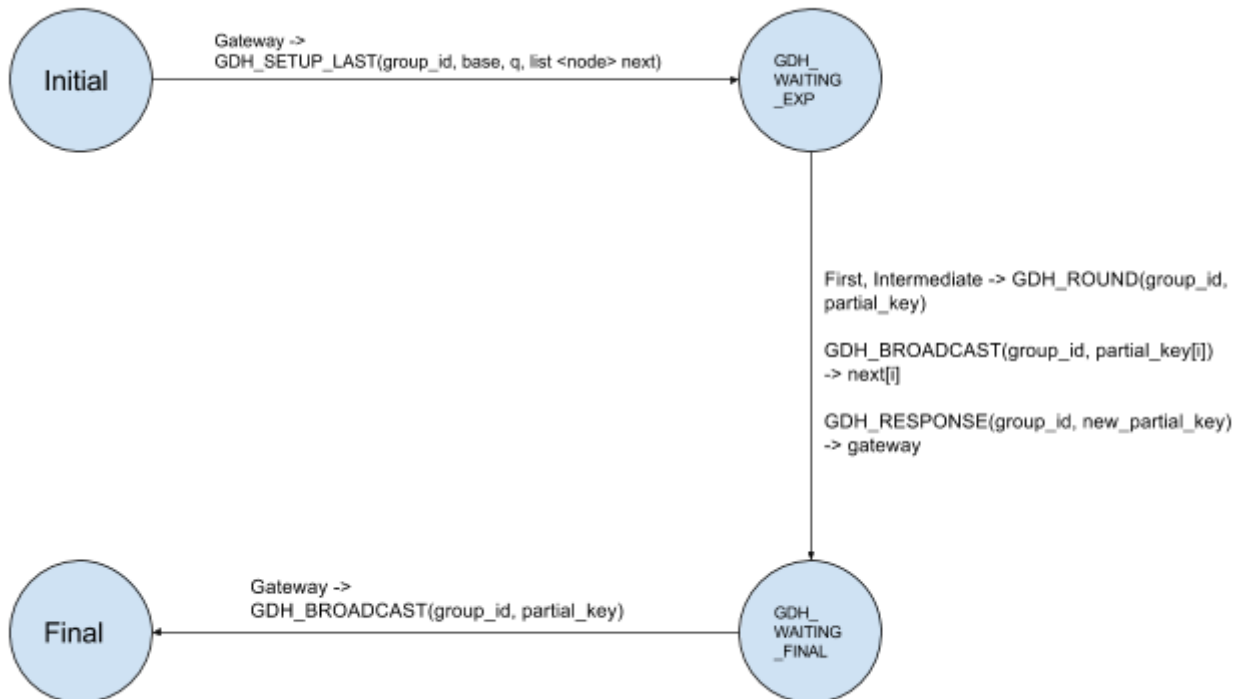 Initial
Gateway ->
GDH_SETUP_LAST(group_id, base, q, list <node> next)
GDH_
WAITING
_EXP
First, Intermediate -> GDH_ROUND(group_id,
partial_key)
GDH_BROADCAST(group_id, partial_key[i])
-> next[i]
GDH_RESPONSE(group_id, new_partial_key)
-> gateway
Final
Gateway ->
GDH_BROADCAST(group_id, partial_key)
GDH_
WAITING
_FINAL